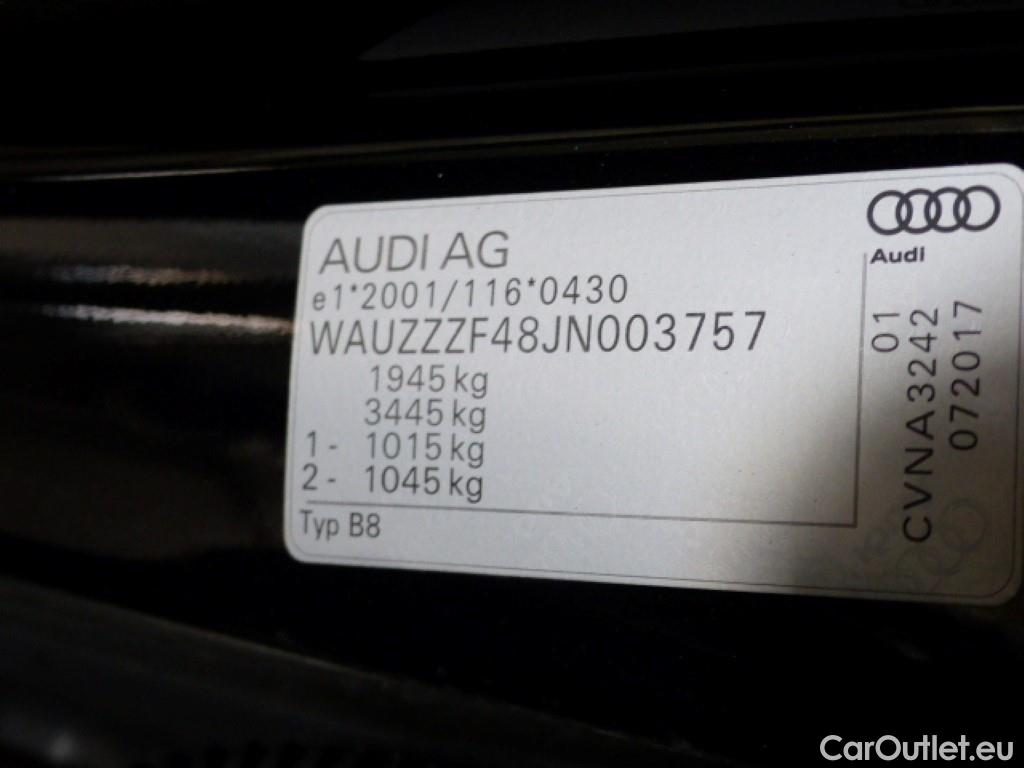 AUDI AG
e1*2001/116*0430
WAUZZZF48JN003757
1945 kg
3445 kg
1 - 1015 kg
2 - 1045 kg
Typ B8
Audi
01
CVNA3242
072017
CarOutlet.eu